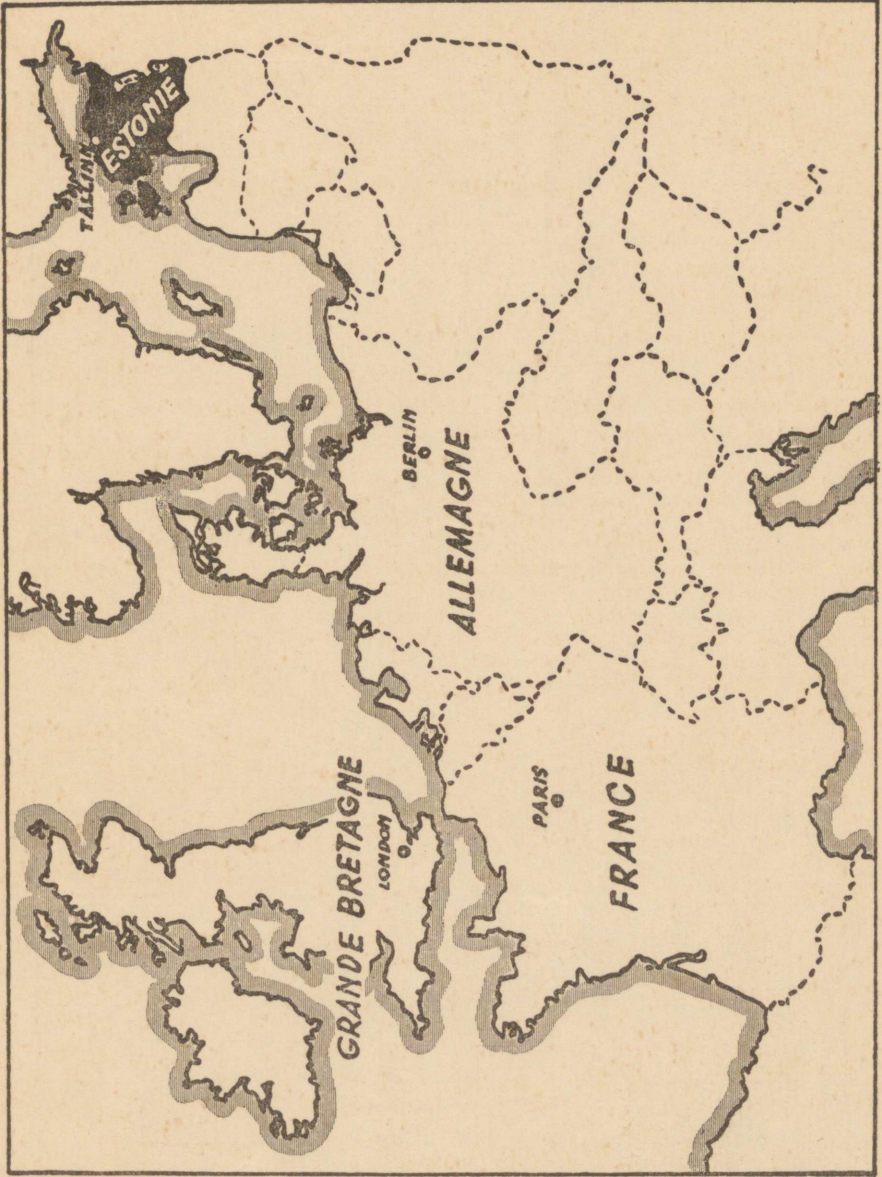 ESTONIE
TALLINN
BERLIN
ALLEMAGNE
GRANDE BRETAGNE
LONDON
PARIS
FRANCE